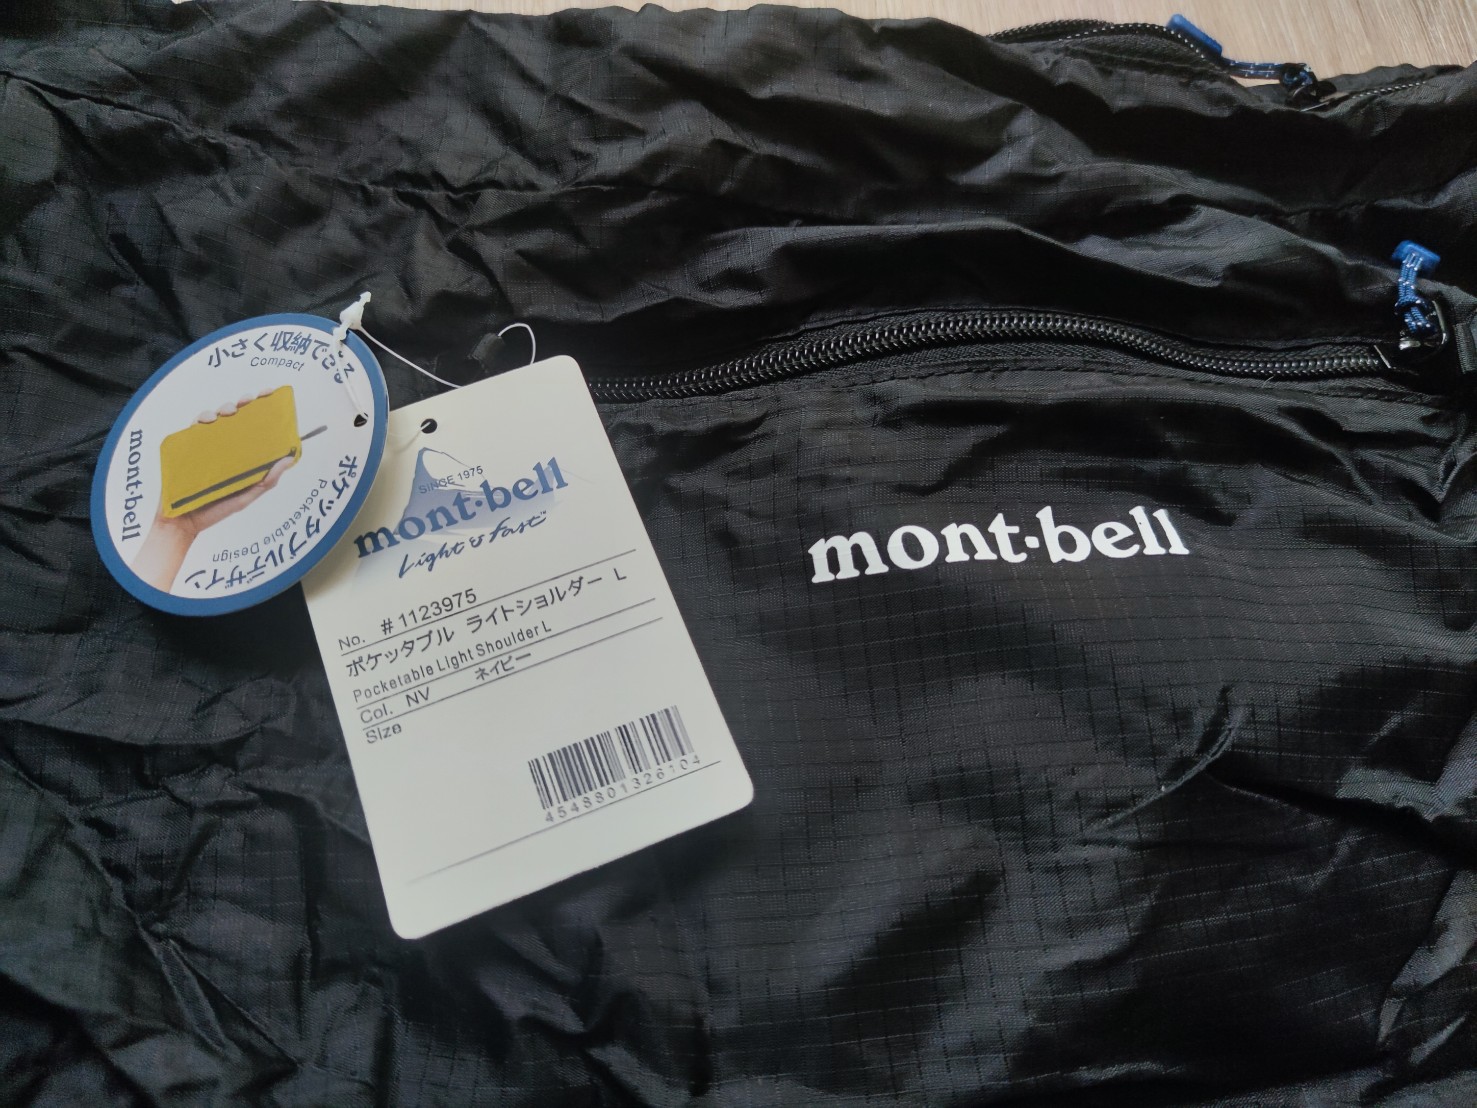 小さく収納できる
Compact
mont·bell
ポケッタブルデザイン
Pocketable Design
SINCE 1975
mont·bell
Light & Fast™
No. #1123975
ポケッタブル ライトショルダー L
Pocketable Light Shoulder L
Col. NV ネイビー
Size
4548801326104
mont·bell